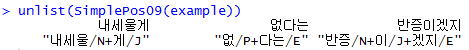 > unlist(SimplePos09(example))
내세울게 없다는 반증이겠지
"내세울/N+게/J" "없/P+다는/E" "반증/N+이/J+겠지/E"